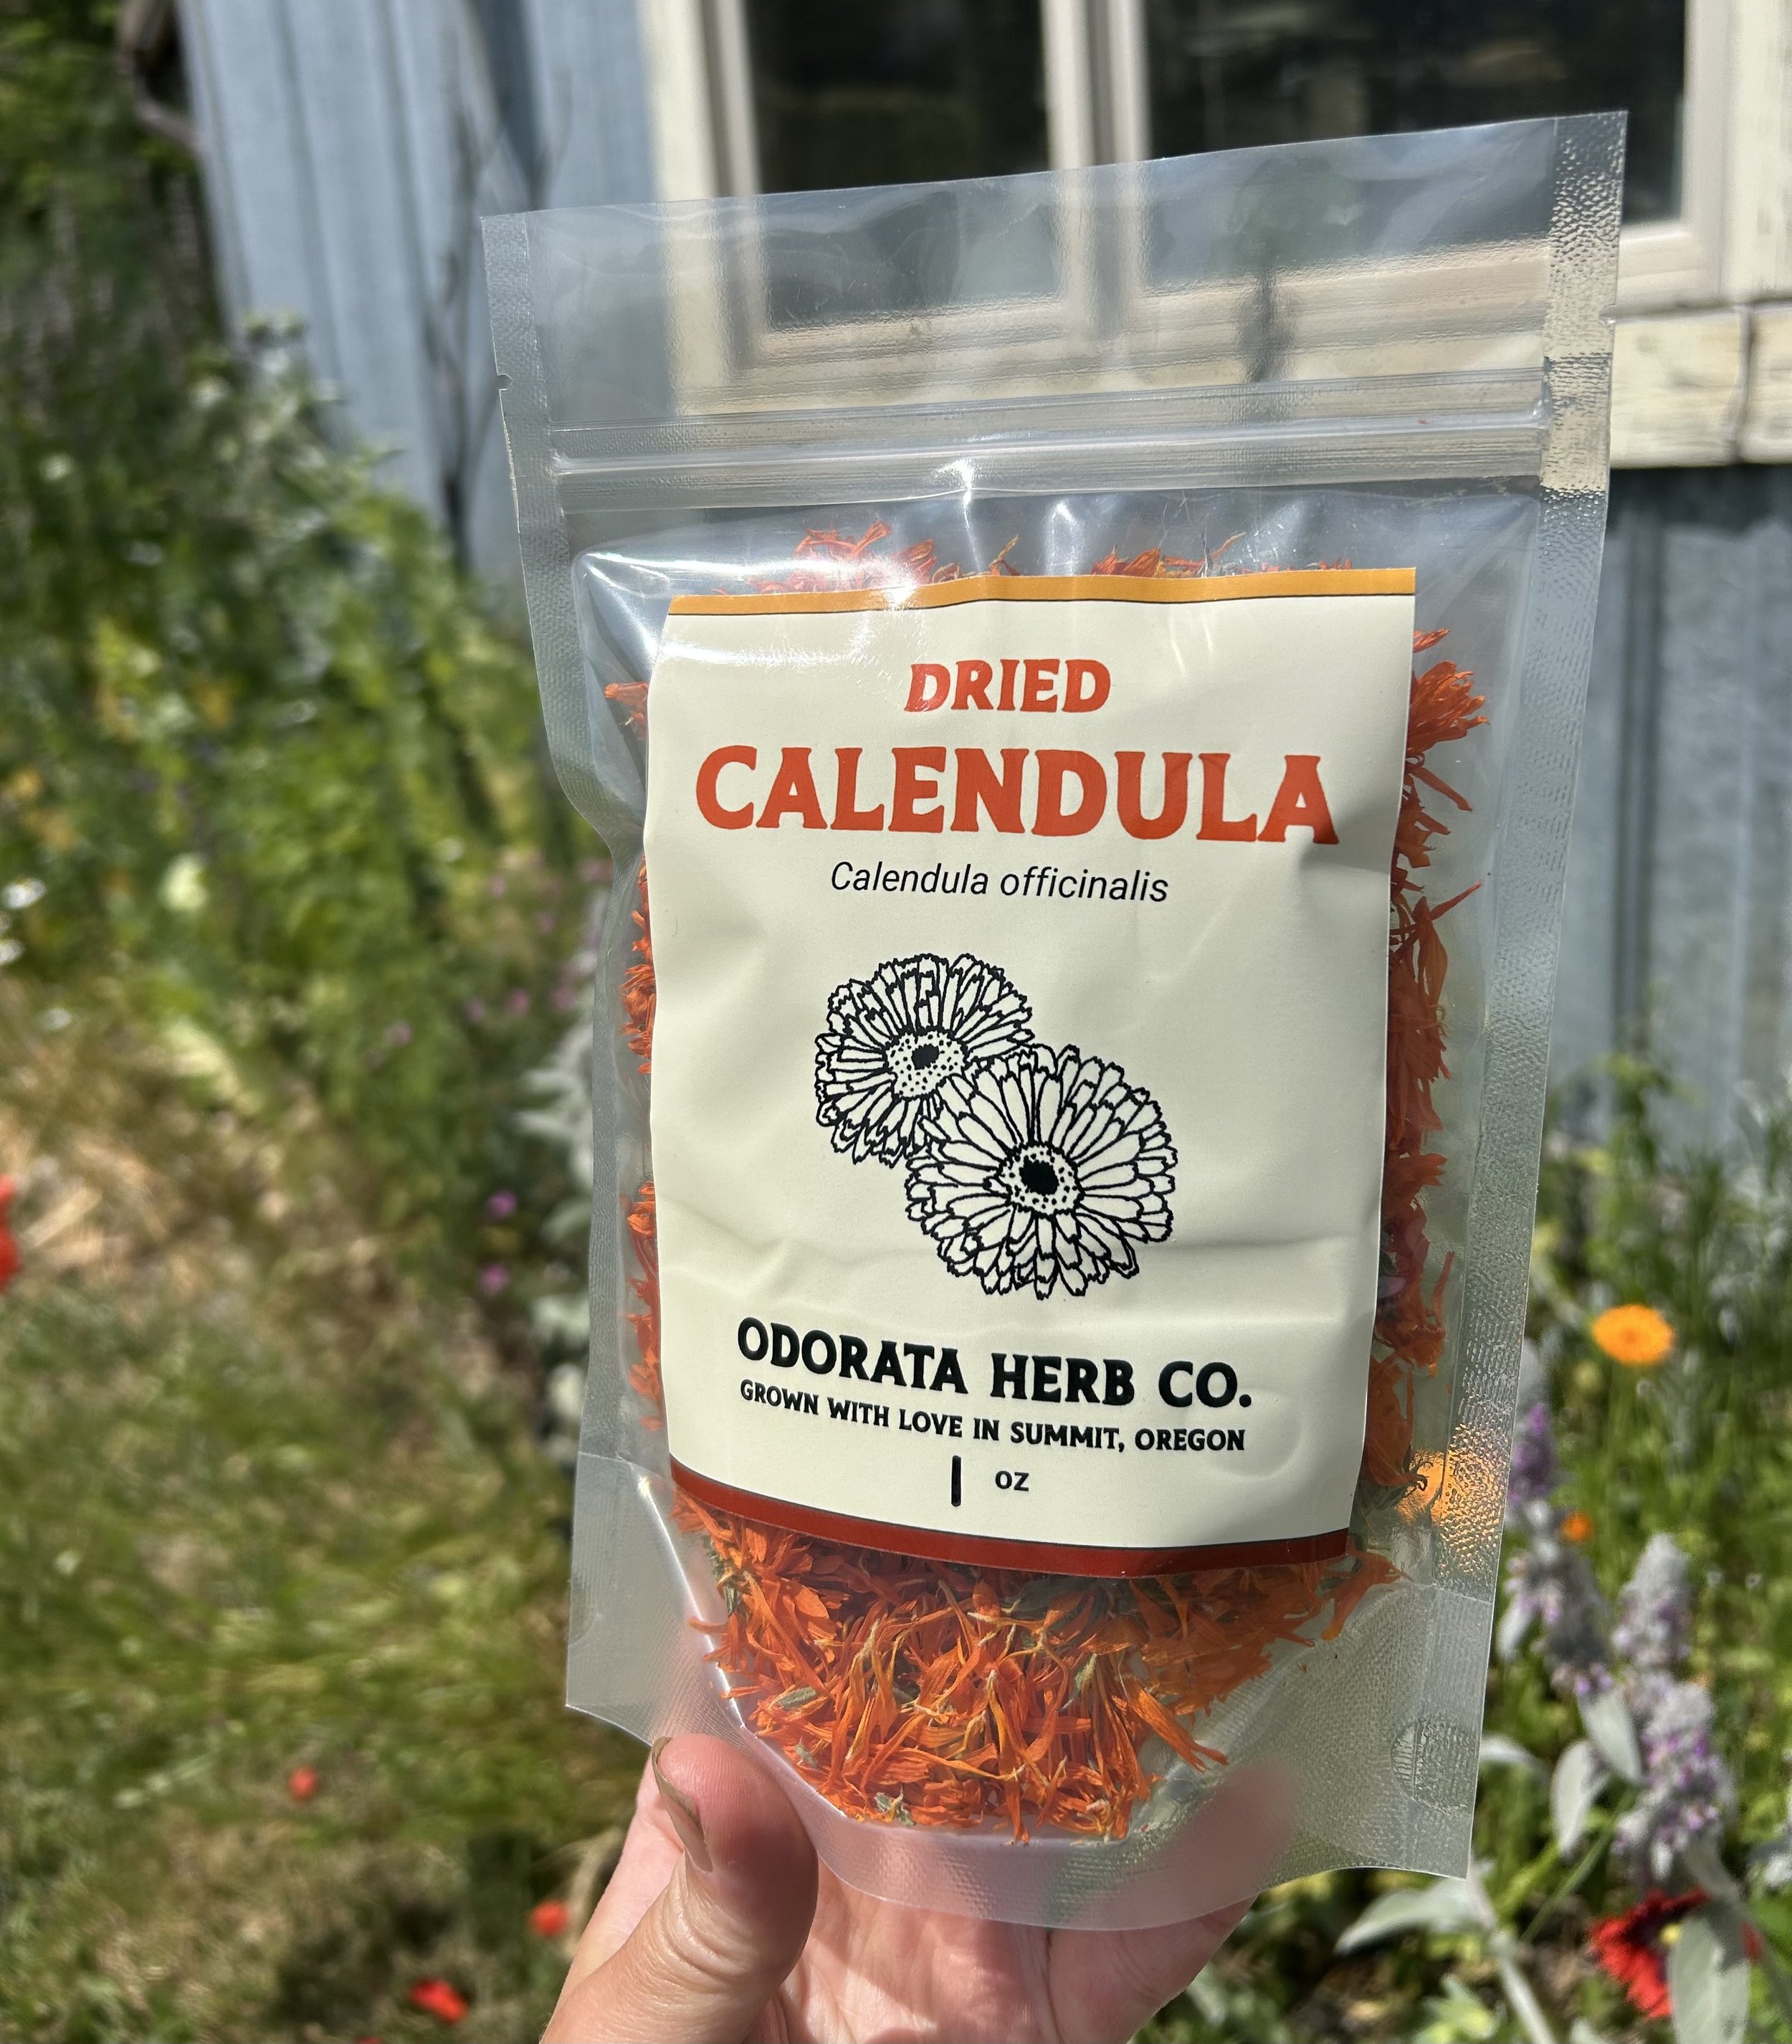 DRIED
CALENDULA
Calendula officinalis
ODORATA HERB CO.
GROWN WITH LOVE IN SUMMIT, OREGON
1 OZ